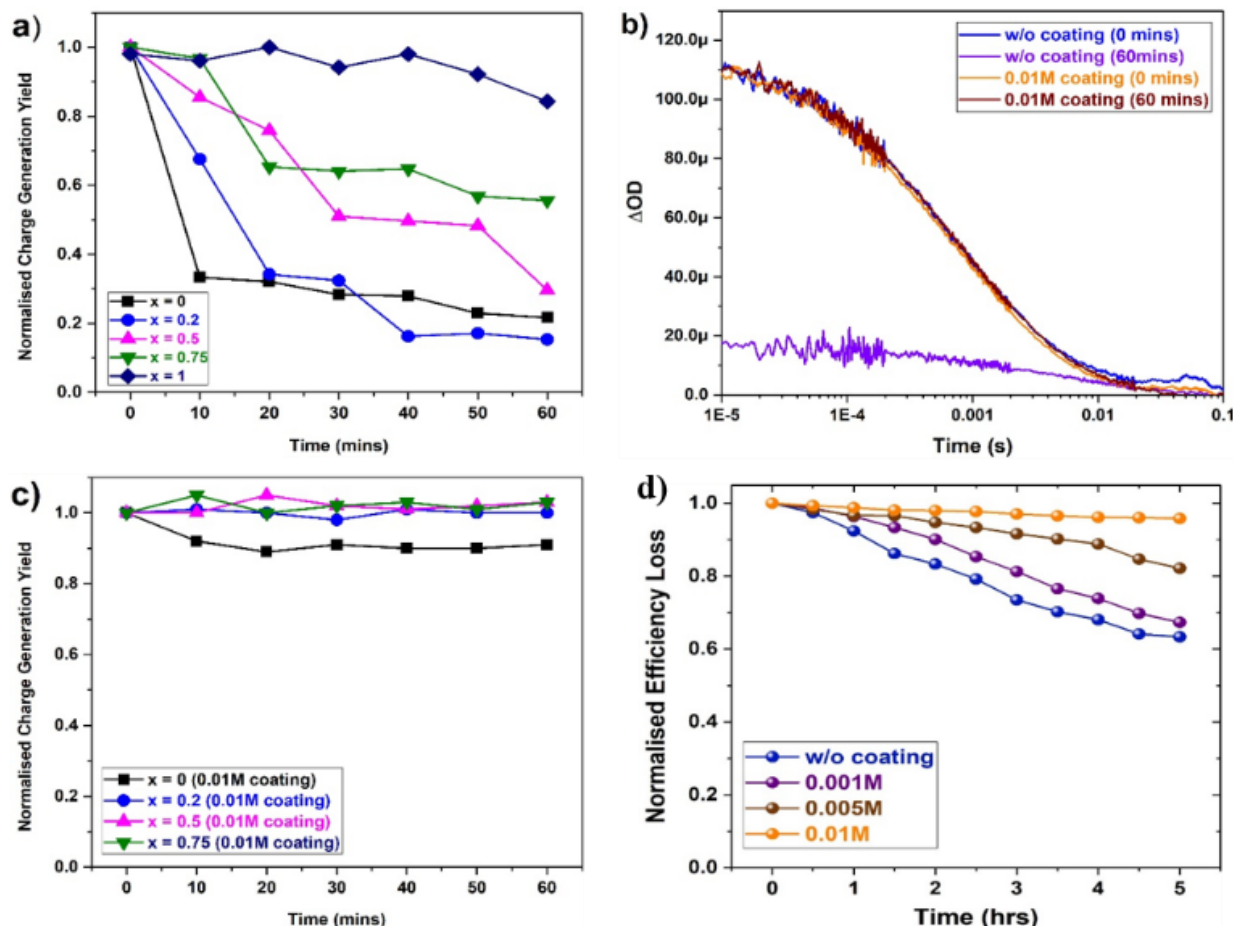 a)
Normalised Charge Generation Yield
1.0
0.8
0.6
0.4
0.2
0.0
x = 0
x = 0.2
x = 0.5
x = 0.75
x = 1
0 10 20 30 40 50 60
Time (mins)
b)
ΔOD
120.0µ
100.0µ
80.0µ
60.0µ
40.0µ
20.0µ
0.0
w/o coating (0 mins)
w/o coating (60mins)
0.01M coating (0 mins)
0.01M coating (60 mins)
1E-5 1E-4 0.001 0.01 0.1
Time (s)
c)
Normalised Charge Generation Yield
1.0
0.8
0.6
0.4
0.2
0.0
x = 0 (0.01M coating)
x = 0.2 (0.01M coating)
x = 0.5 (0.01M coating)
x = 0.75 (0.01M coating)
0 10 20 30 40 50 60
Time (mins)
d)
Normalised Efficiency Loss
1.0
0.8
0.6
0.4
0.2
0.0
w/o coating
0.001M
0.005M
0.01M
0 1 2 3 4 5
Time (hrs)